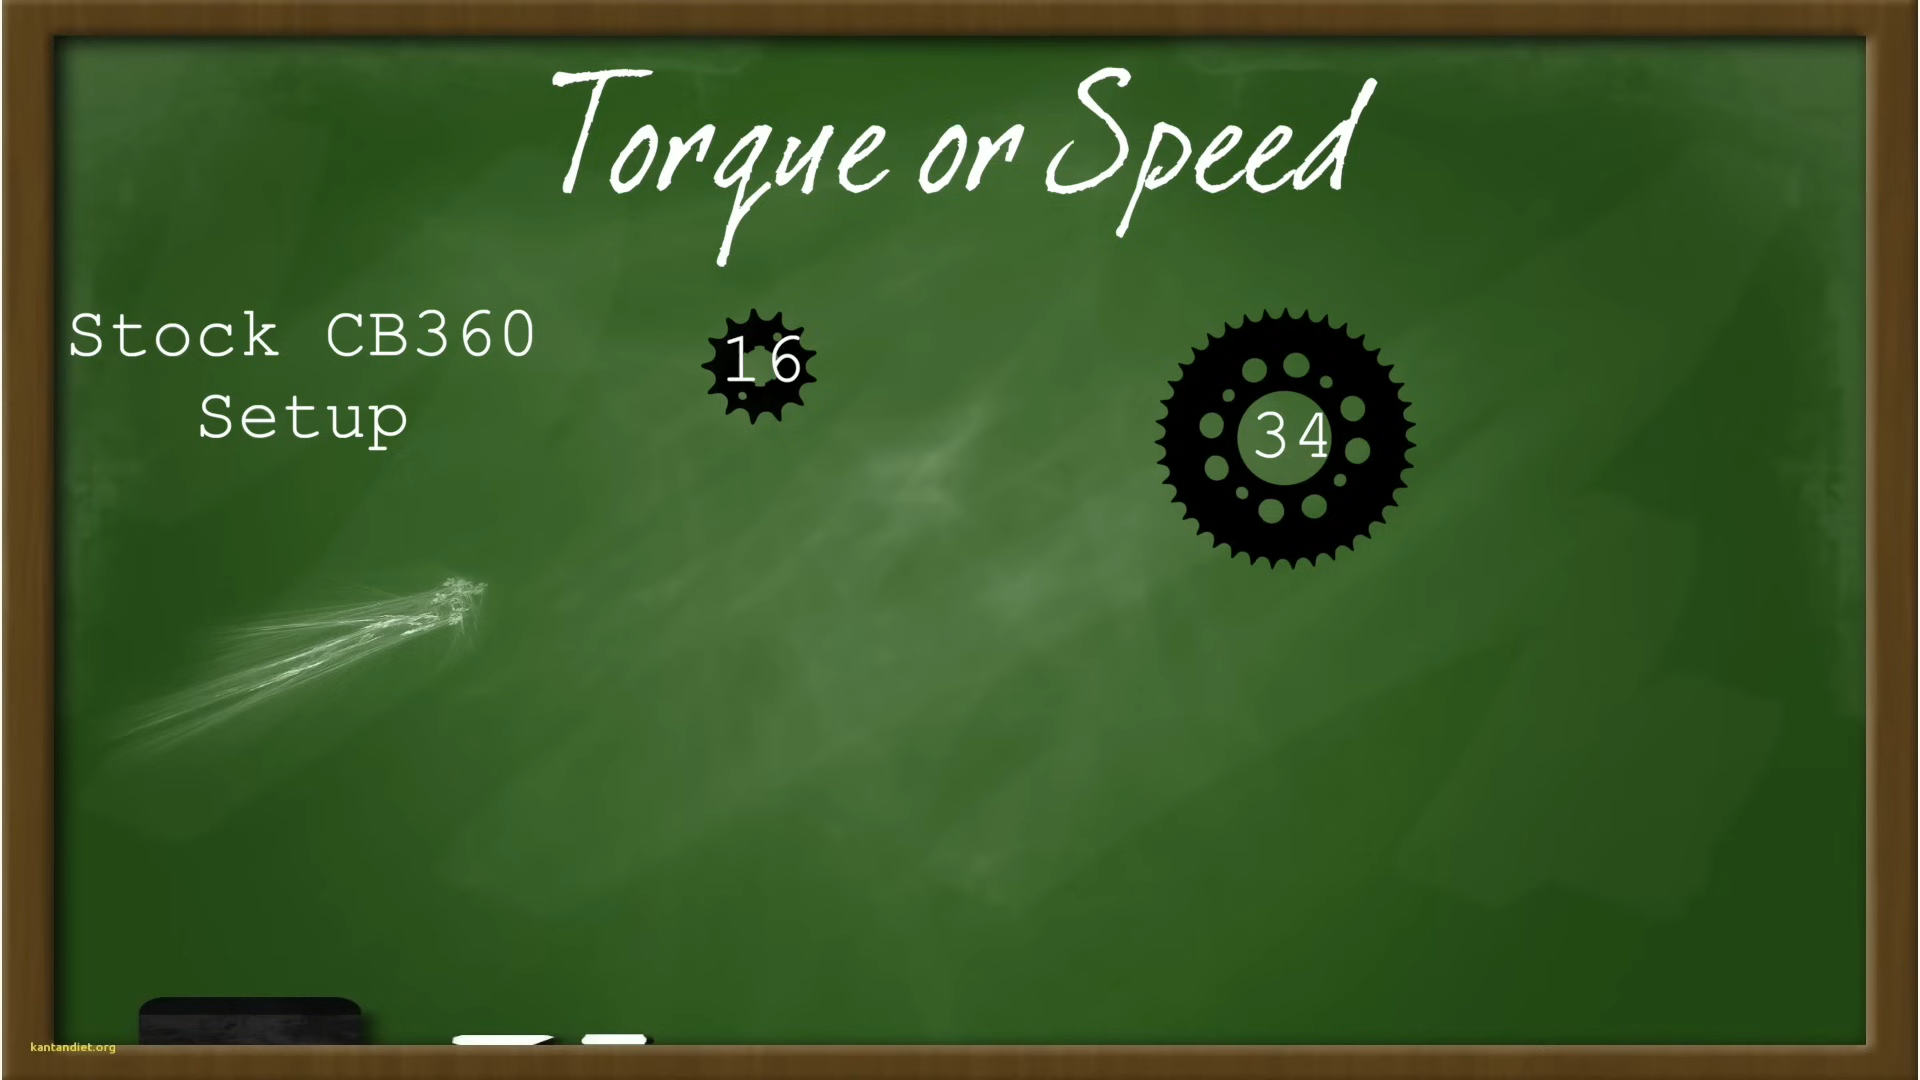 Torque or Speed
Stock CB360
Setup
16
34
kantandiet.org